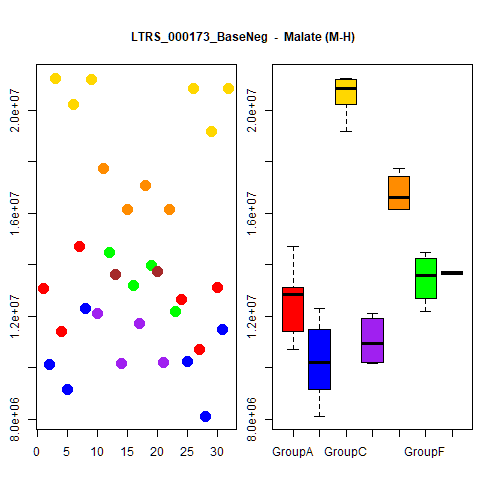 LTRS_000173_BaseNeg - Malate (M-H)
2.0e+07
1.6e+07
1.2e+07
8.0e+06
0 5 10 15 20 25 30
2.0e+07
1.6e+07
1.2e+07
8.0e+06
GroupA GroupC GroupF